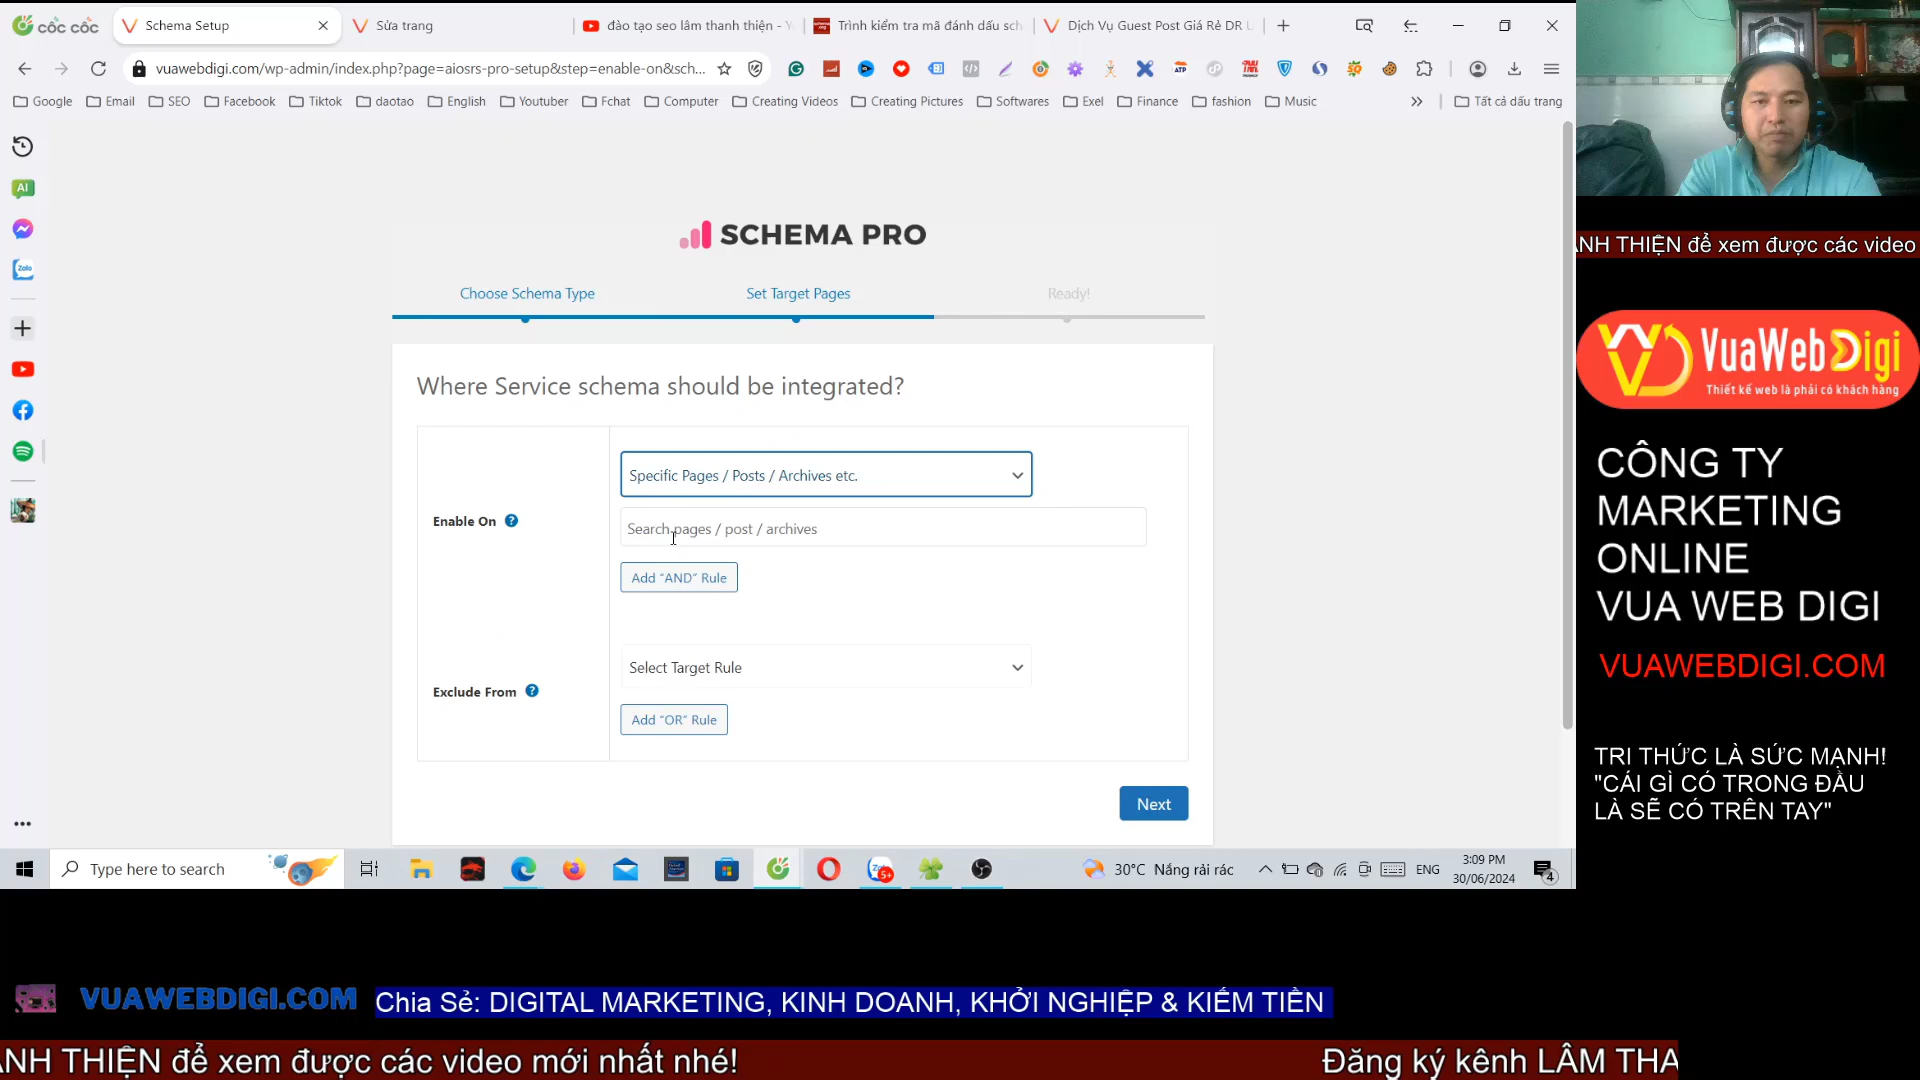 cốc cốc
Schema Setup
Sửa trang
đào tạo seo lâm thanh thiện - Y
Trình kiểm tra mã đánh dấu sch
Dịch Vụ Guest Post Giá Rẻ DR U
vuawebdigi.com/wp-admin/index.php?page=aiosrs-pro-setup&step=enable-on&sch...
Google
Email
SEO
Facebook
Tiktok
daotao
English
Youtuber
Fchat
Computer
Creating Videos
Creating Pictures
Softwares
Exel
Finance
fashion
Music
Tất cả dấu trang
AI
Zalo
SCHEMA PRO
Choose Schema Type
Set Target Pages
Ready!
Where Service schema should be integrated?
Enable On
Specific Pages / Posts / Archives etc.
Search pages / post / archives
Add “AND” Rule
Exclude From
Select Target Rule
Add “OR” Rule
Next
Type here to search
5+
30°C Nắng rải rác
ENG
3:09 PM
30/06/2024
4
ANH THIỆN để xem được các video
VuaWebDigi
Thiết kế web là phải có khách hàng
CÔNG TY
MARKETING
ONLINE
VUA WEB DIGI
VUAWEBDIGI.COM
TRI THỨC LÀ SỨC MẠNH!
"CÁI GÌ CÓ TRONG ĐẦU
LÀ SẼ CÓ TRÊN TAY"
VUAWEBDIGI.COM
Chia Sẻ: DIGITAL MARKETING, KINH DOANH, KHỞI NGHIỆP & KIẾM TIỀN
ANH THIỆN để xem được các video mới nhất nhé!
Đăng ký kênh LÂM THA